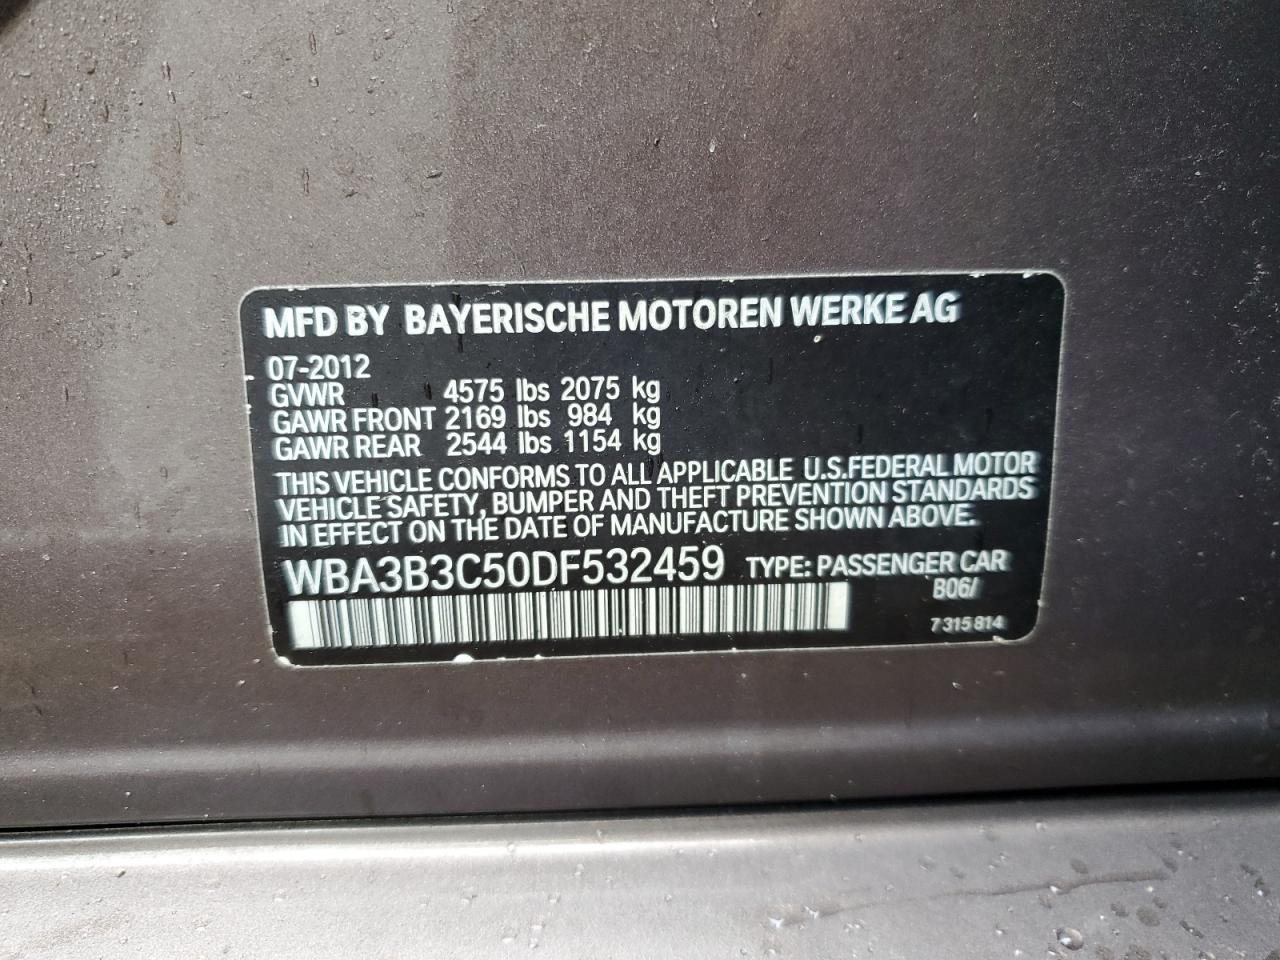 MFD BY BAYERISCHE MOTOREN WERKE AG
07-2012
GVWR 4575 lbs 2075 kg
GAWR FRONT 2169 lbs 984 kg
GAWR REAR 2544 lbs 1154 kg
THIS VEHICLE CONFORMS TO ALL APPLICABLE U.S.FEDERAL MOTOR
VEHICLE SAFETY, BUMPER AND THEFT PREVENTION STANDARDS
IN EFFECT ON THE DATE OF MANUFACTURE SHOWN ABOVE.
WBA3B3C50DF532459 TYPE: PASSENGER CAR
B06/
7 315 814